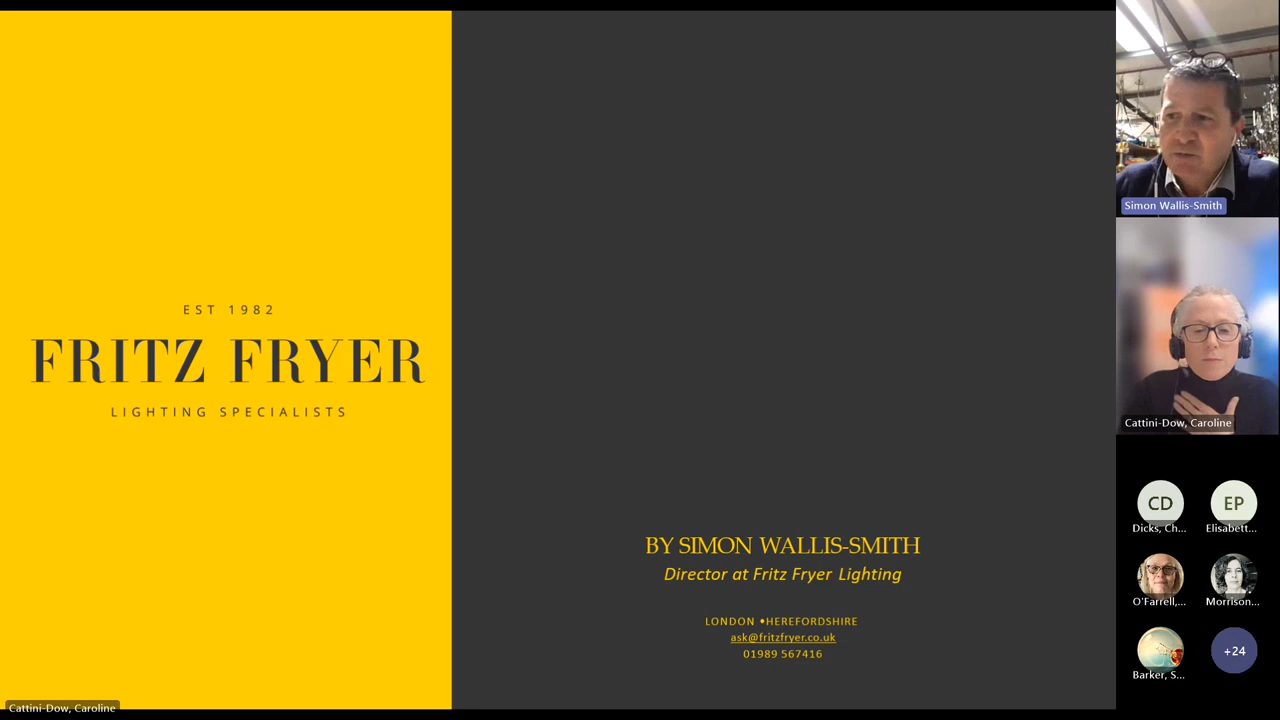 EST 1982
FRITZ FRYER
LIGHTING SPECIALISTS
BY SIMON WALLIS-SMITH
Director at Fritz Fryer Lighting
LONDON •HEREFORDSHIRE
ask@fritzfryer.co.uk
01989 567416
Cattini-Dow, Caroline
Simon Wallis-Smith
Cattini-Dow, Caroline
CD
EP
Dicks, Ch...
Elisabett...
O'Farrell,...
Morrison...
Barker, S...
+24